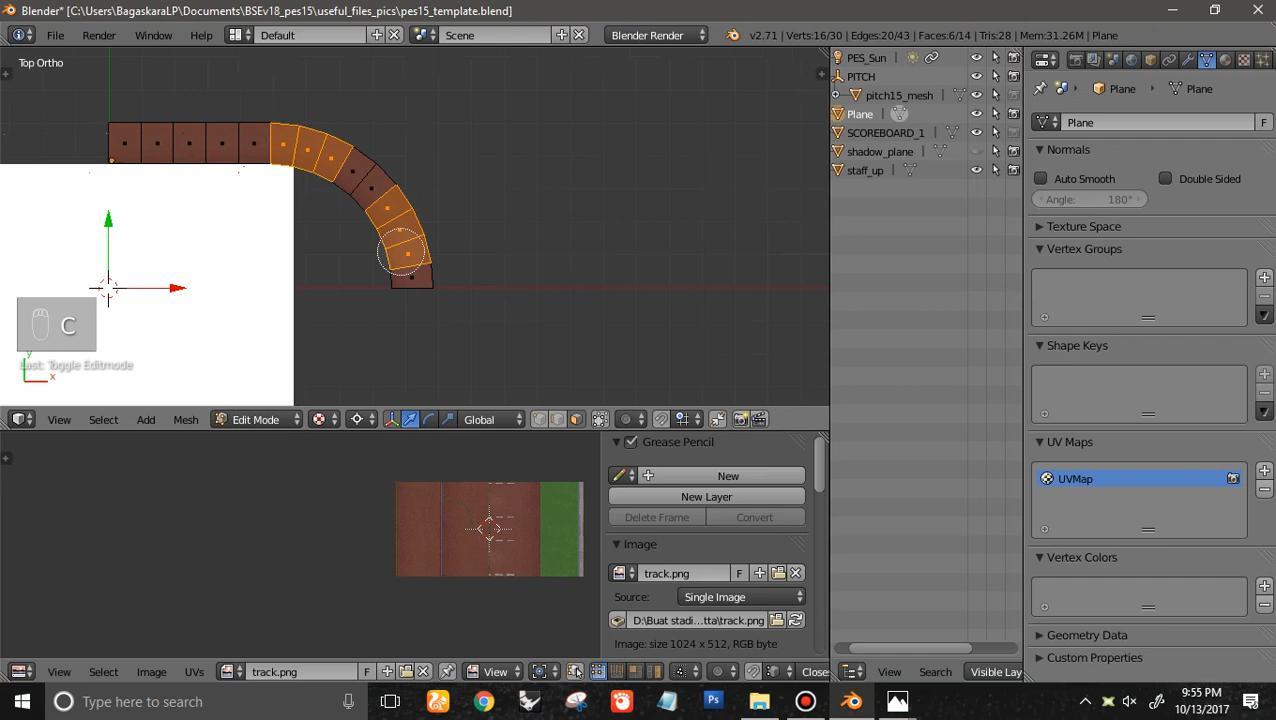 Blender* [C:\Users\BagaskaraLP\Documents\BSEv18_pes15\useful_files_pics\pes15_template.blend]
File Render Window Help Default Scene Blender Render v2.71 | Verts:16/30 | Edges:20/43 | Faces:6/14 | Tris:28 | Mem:31.26M | Plane
Top Ortho
PES_Sun
PITCH
pitch15_mesh
Plane
SCOREBOARD_1
shadow_plane
staff_up
Plane Plane
Plane F
Normals
Auto Smooth Double Sided
Angle: 180°
Texture Space
Vertex Groups
Shape Keys
UV Maps
UVMap
Vertex Colors
Geometry Data
Custom Properties
C
Last: Toggle Editmode
y
x
View Select Add Mesh Edit Mode Global
Grease Pencil
New
New Layer
Delete Frame Convert
Image
track.png F
Source: Single Image
D:\Buat stadi...tta\track.png
Image: size 1024 x 512, RGB byte
View Select Image UVs track.png F View Close
View Search Visible Lay
Type here to search
Ps
9:55 PM
10/13/2017